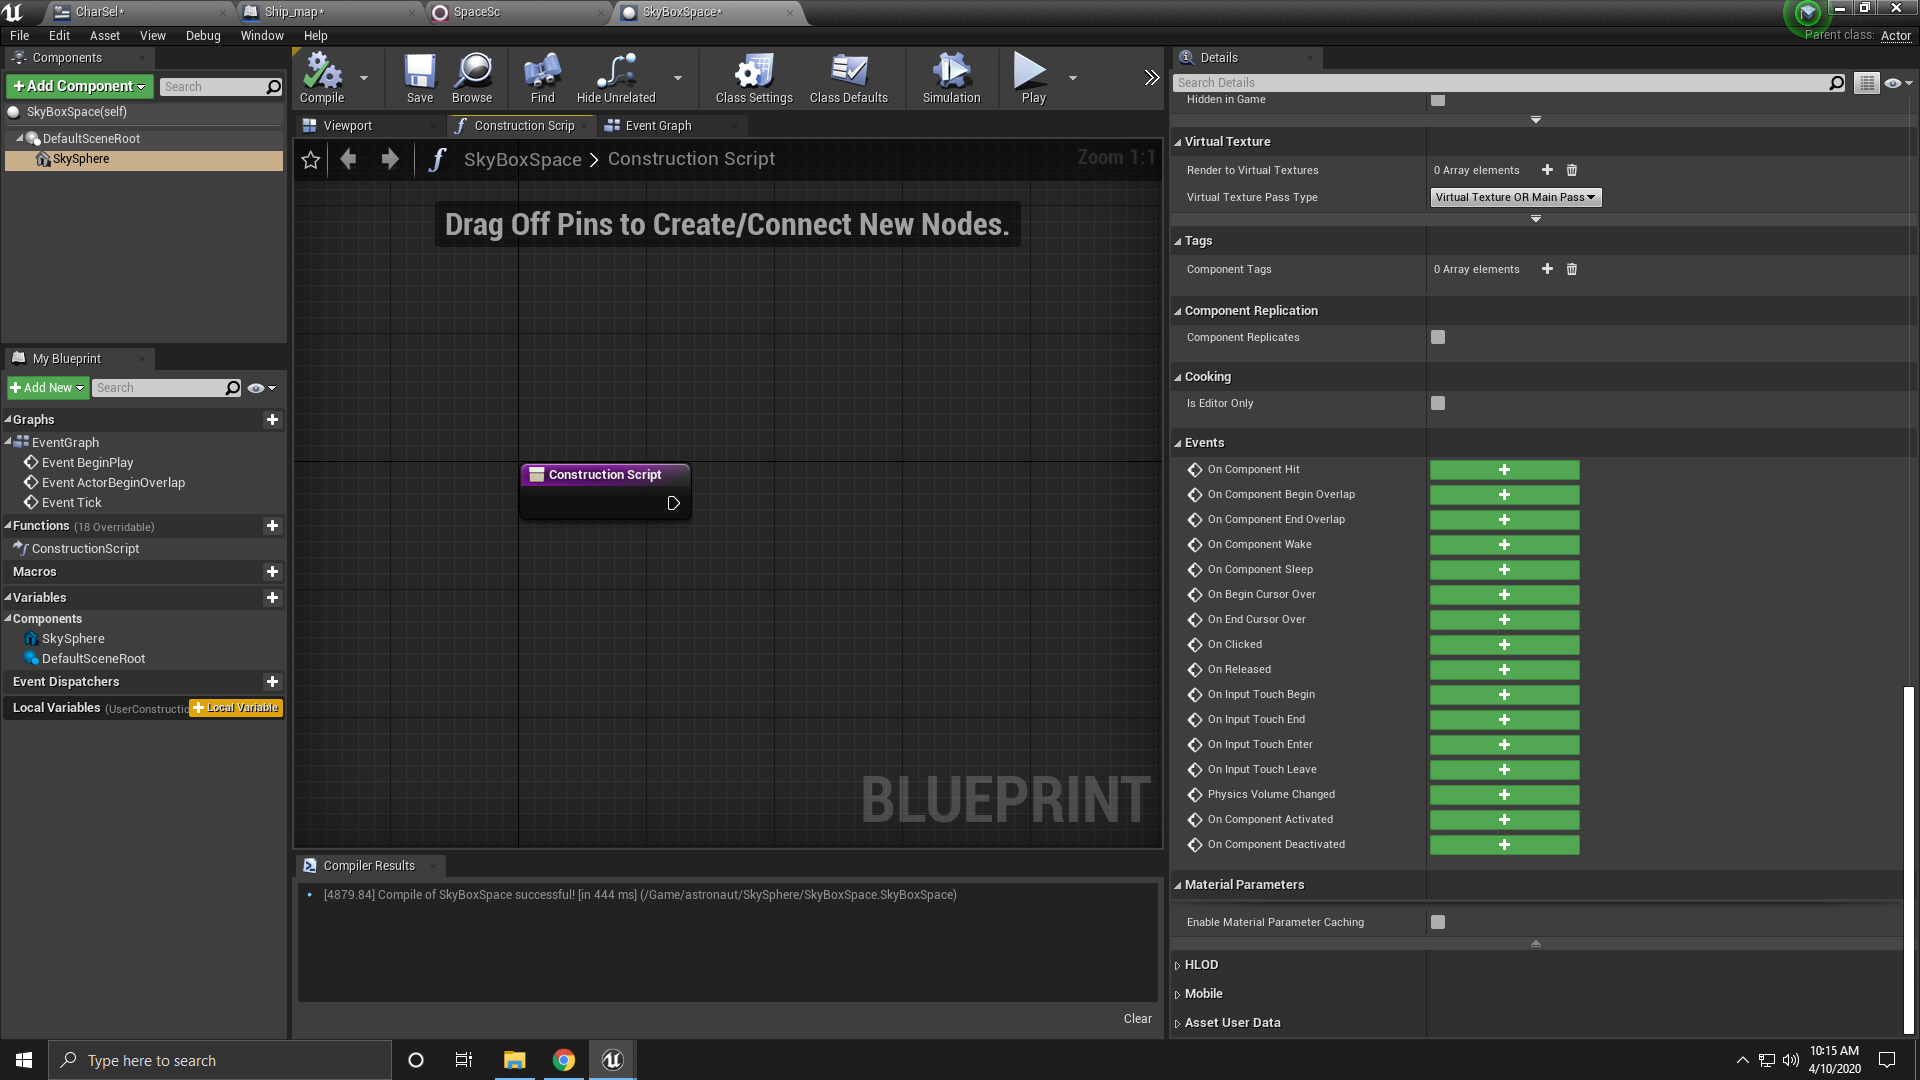 CharSel*
Ship_map*
SpaceSc
SkyBoxSpace*
File Edit Asset View Debug Window Help
Parent class: Actor
Components
+Add Component
Search
SkyBoxSpace(self)
DefaultSceneRoot
SkySphere
My Blueprint
+Add New
Search
Graphs
EventGraph
Event BeginPlay
Event ActorBeginOverlap
Event Tick
Functions (18 Overridable)
ConstructionScript
Macros
Variables
Components
SkySphere
DefaultSceneRoot
Event Dispatchers
Local Variables (UserConstructio
+ Local Variable
Compile
Save
Browse
Find
Hide Unrelated
Class Settings
Class Defaults
Simulation
Play
Viewport
Construction Scrip
Event Graph
SkyBoxSpace > Construction Script
Zoom 1:1
Drag Off Pins to Create/Connect New Nodes.
Construction Script
BLUEPRINT
Compiler Results
[4879.84] Compile of SkyBoxSpace successful! [in 444 ms] (/Game/astronaut/SkySphere/SkyBoxSpace.SkyBoxSpace)
Clear
Details
Search Details
Hidden in Game
Virtual Texture
Render to Virtual Textures
0 Array elements
Virtual Texture Pass Type
Virtual Texture OR Main Pass
Tags
Component Tags
0 Array elements
Component Replication
Component Replicates
Cooking
Is Editor Only
Events
On Component Hit
On Component Begin Overlap
On Component End Overlap
On Component Wake
On Component Sleep
On Begin Cursor Over
On End Cursor Over
On Clicked
On Released
On Input Touch Begin
On Input Touch End
On Input Touch Enter
On Input Touch Leave
Physics Volume Changed
On Component Activated
On Component Deactivated
Material Parameters
Enable Material Parameter Caching
HLOD
Mobile
Asset User Data
Type here to search
10:15 AM
4/10/2020